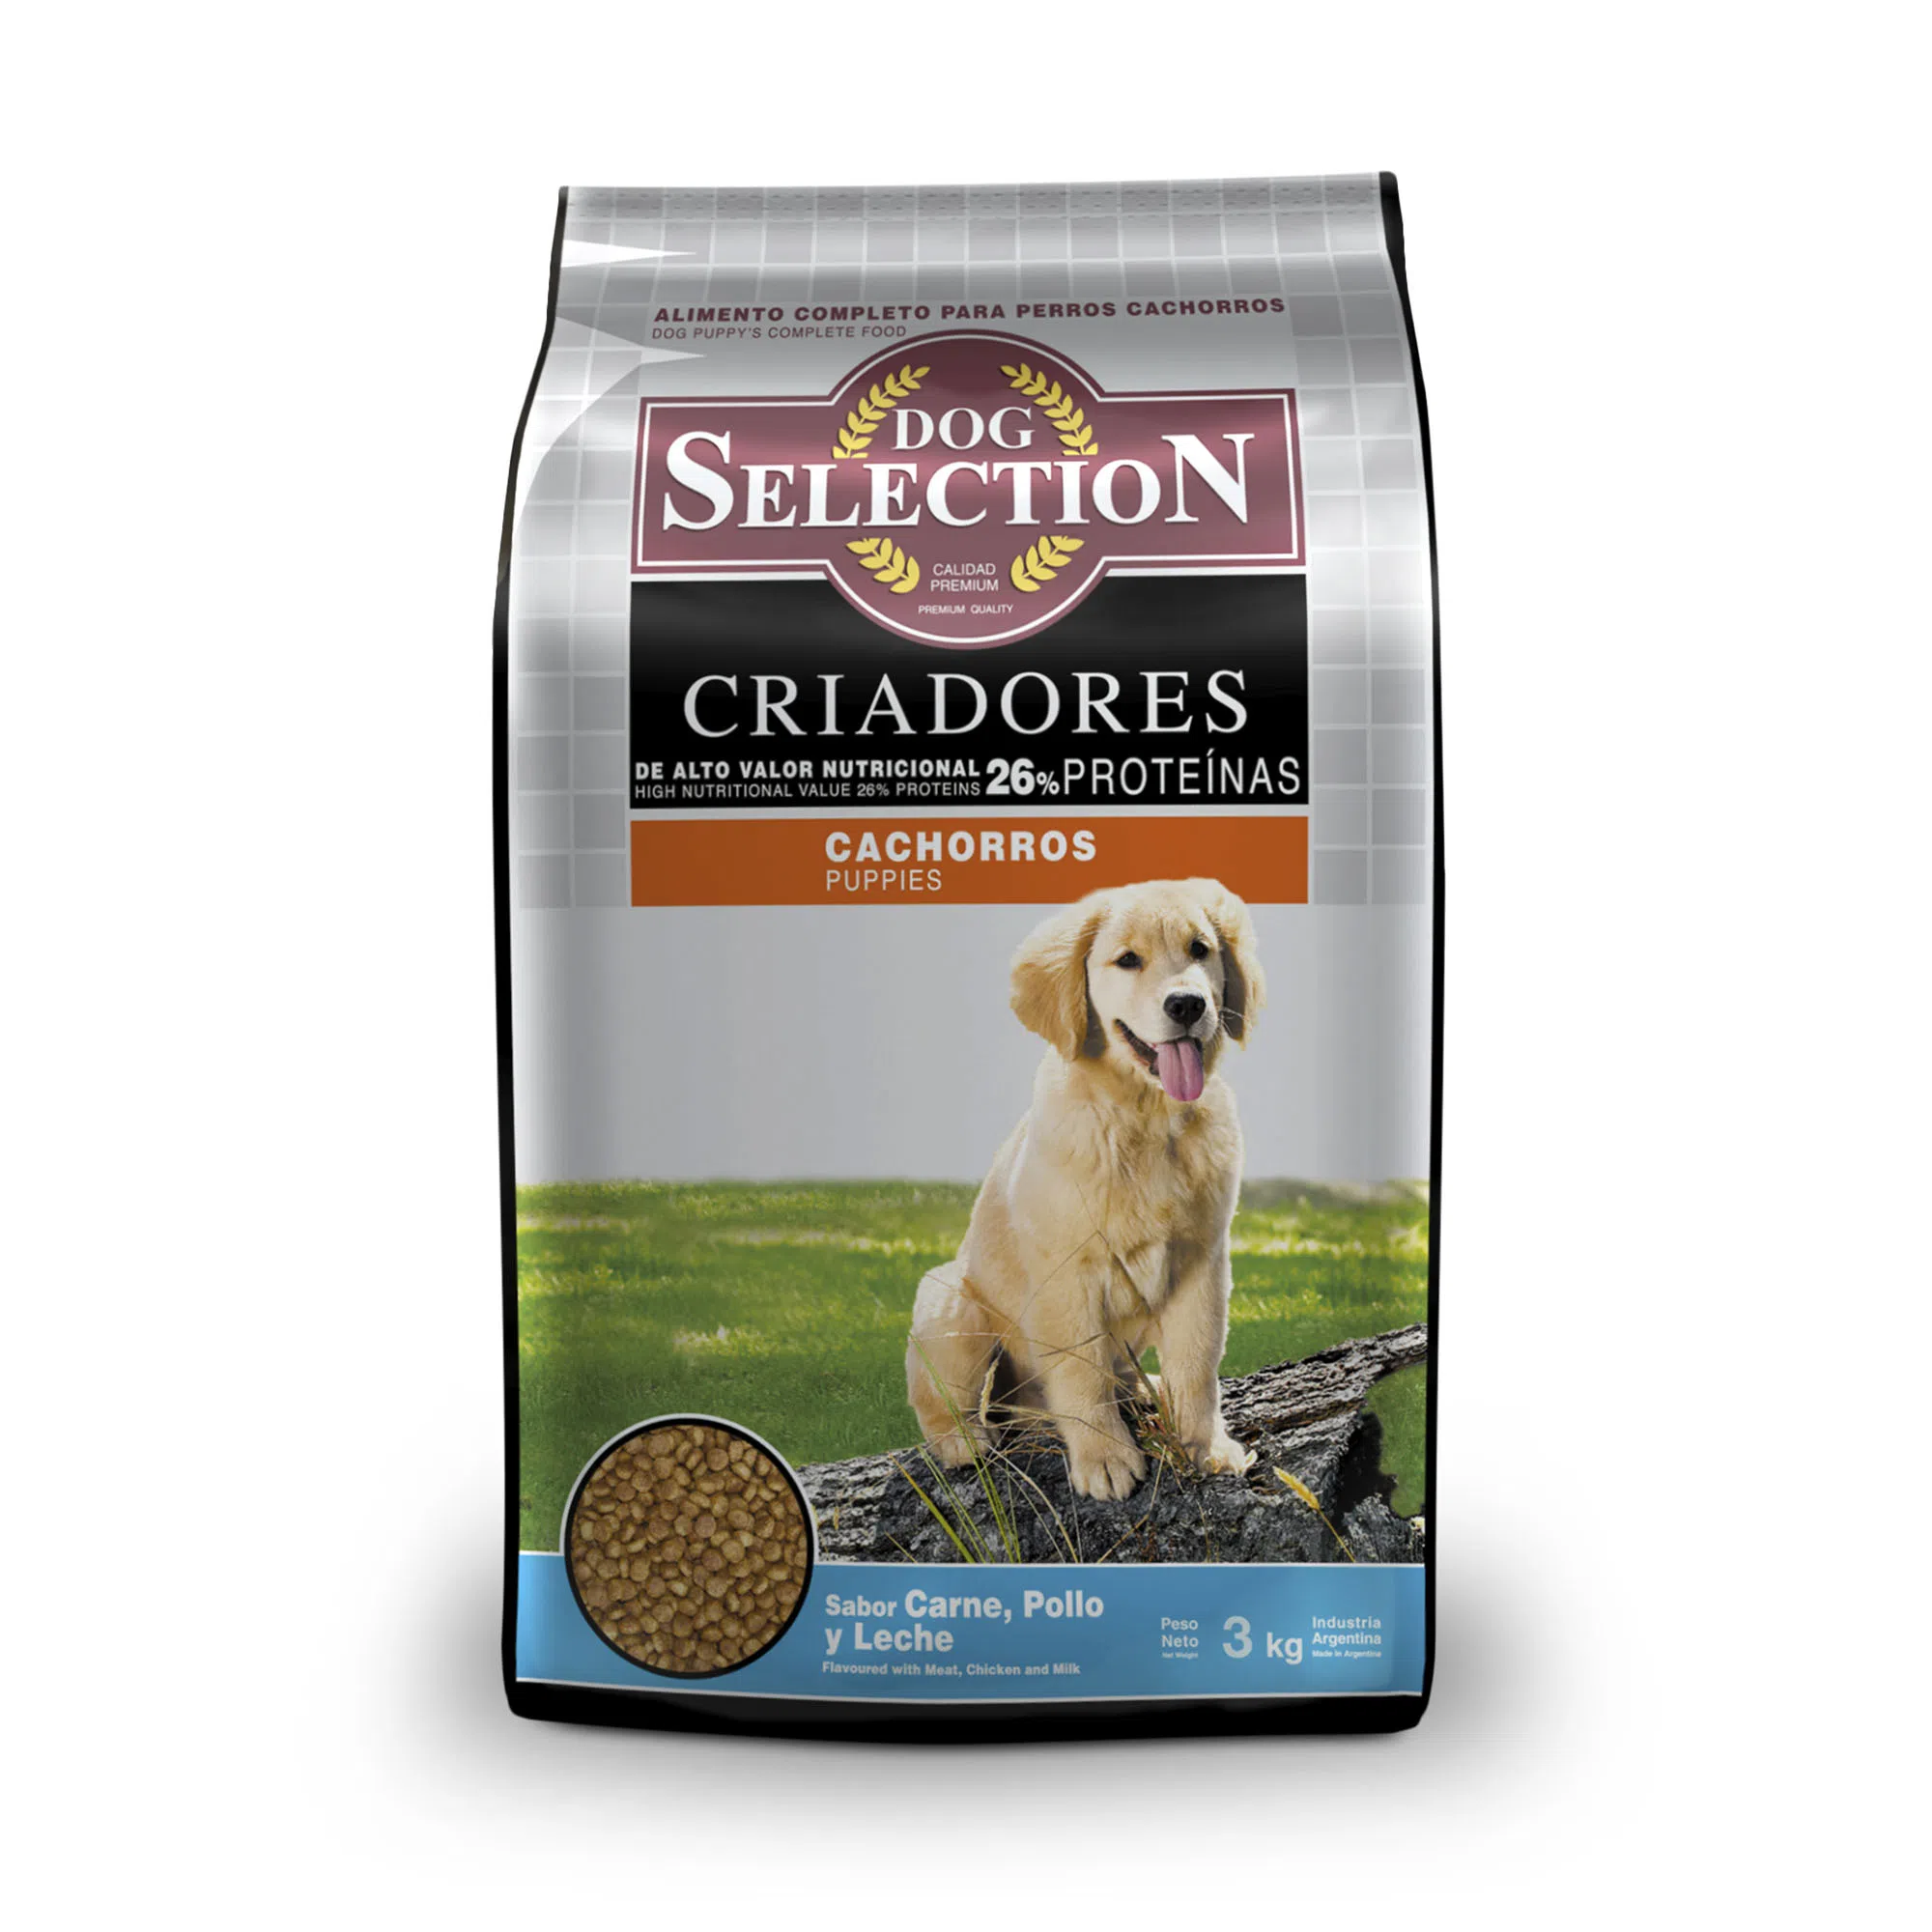 ALIMENTO COMPLETO PARA PERROS CACHORROS
DOG PUPPY'S COMPLETE FOOD
DOG
SELECTION
CALIDAD
PREMIUM
PREMIUM QUALITY
CRIADORES
DE ALTO VALOR NUTRICIONAL 26% PROTEÍNAS
HIGH NUTRITIONAL VALUE 26% PROTEINS
CACHORROS
PUPPIES
Sabor Carne, Pollo
y Leche
Flavoured with Meat, Chicken and Milk
Peso
Neto
Net Weight
3 kg
Industria
Argentina
Made in Argentina